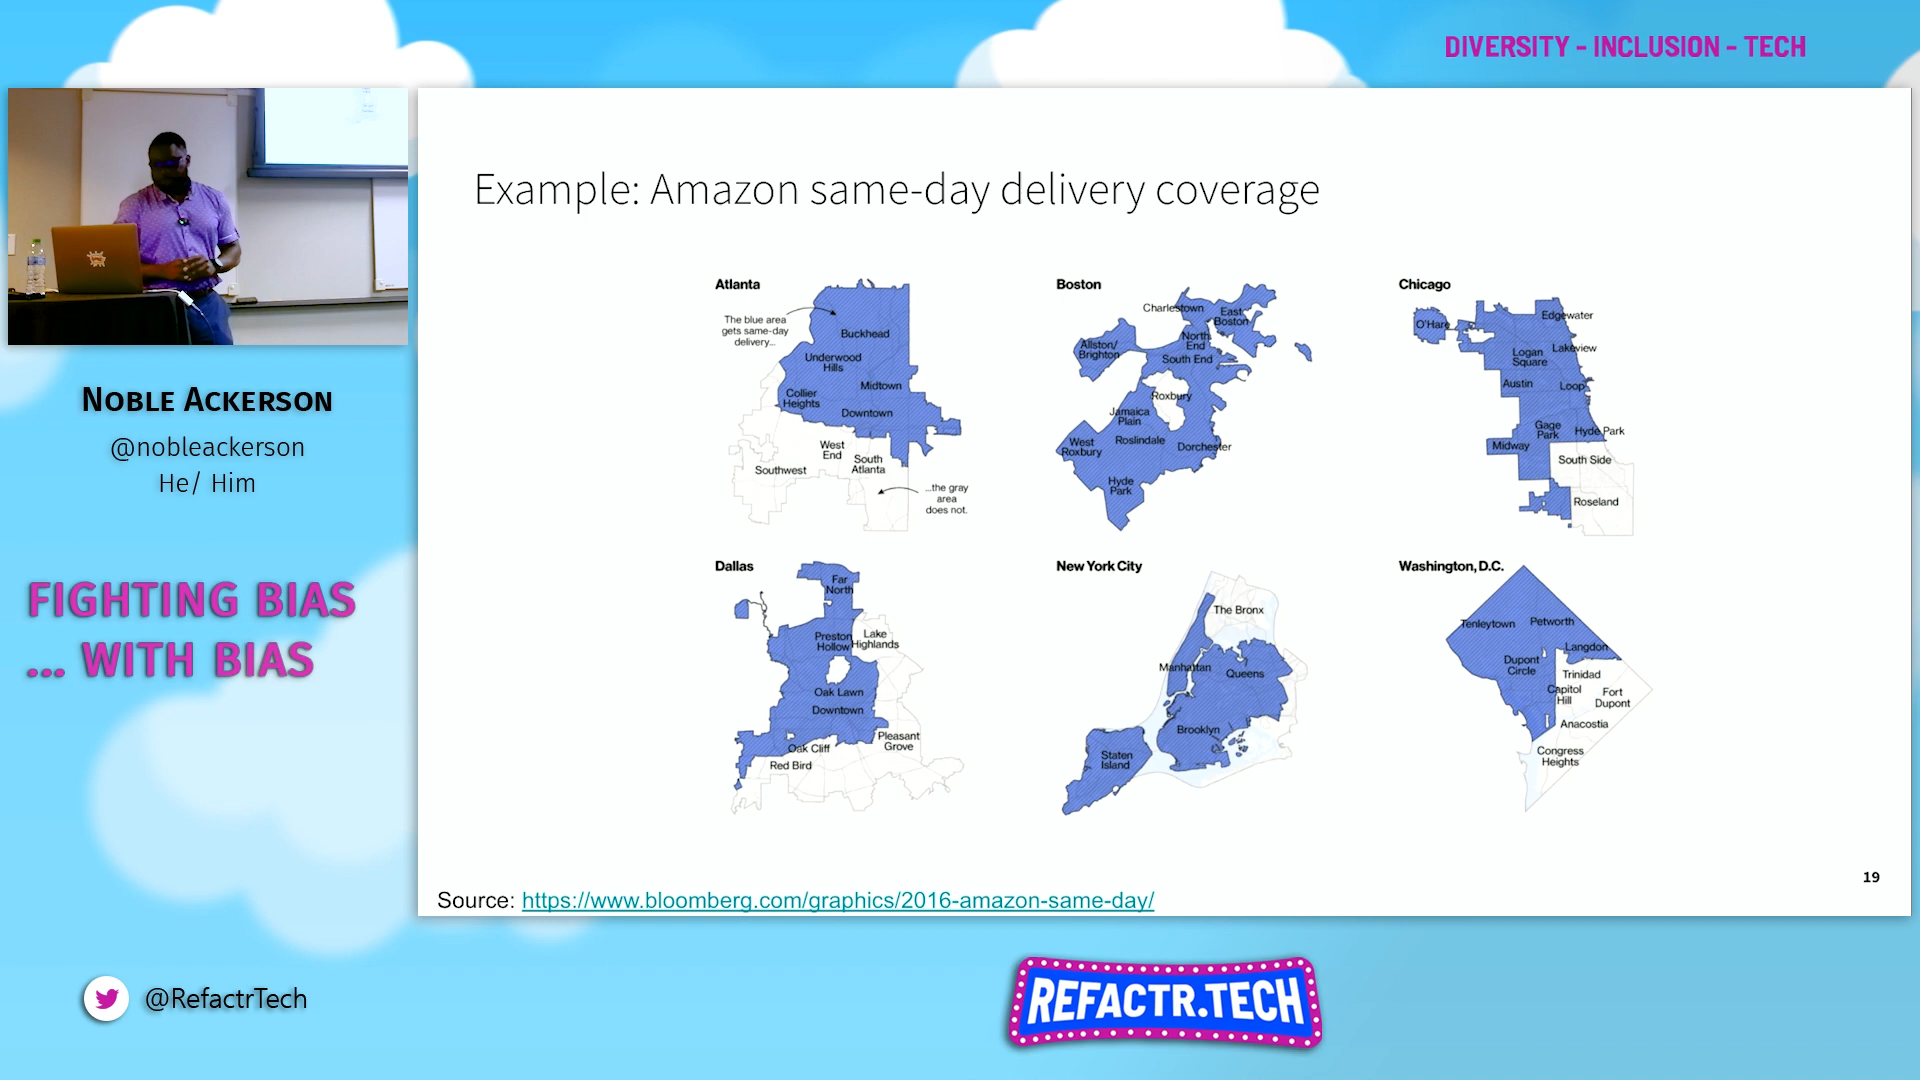 DIVERSITY - INCLUSION - TECH
NOBLE ACKERSON
@nobleackerson
He/ Him
FIGHTING BIAS
... WITH BIAS
@RefactrTech
Example: Amazon same-day delivery coverage
Atlanta
The blue area
gets same-day
delivery...
Buckhead
Underwood
Hills
Midtown
Collier
Heights
Downtown
West
End
South
Atlanta
Southwest
...the gray
area
does not.
Boston
Charlestown
East
Boston
North
End
Allston/
Brighton
South End
Roxbury
Jamaica
Plain
West
Roxbury
Roslindale
Dorchester
Hyde
Park
Chicago
O'Hare
Edgewater
Logan
Square
Lakeview
Austin
Loop
Gage
Park
Hyde Park
Midway
South Side
Roseland
Dallas
Far
North
Preston
Hollow
Lake
Highlands
Oak Lawn
Downtown
Pleasant
Grove
Oak Cliff
Red Bird
New York City
The Bronx
Manhattan
Queens
Brooklyn
Staten
Island
Washington, D.C.
Tenleytown
Petworth
Langdon
Dupont
Circle
Trinidad
Capitol
Hill
Fort
Dupont
Anacostia
Congress
Heights
19
Source: https://www.bloomberg.com/graphics/2016-amazon-same-day/
REFACTR.TECH